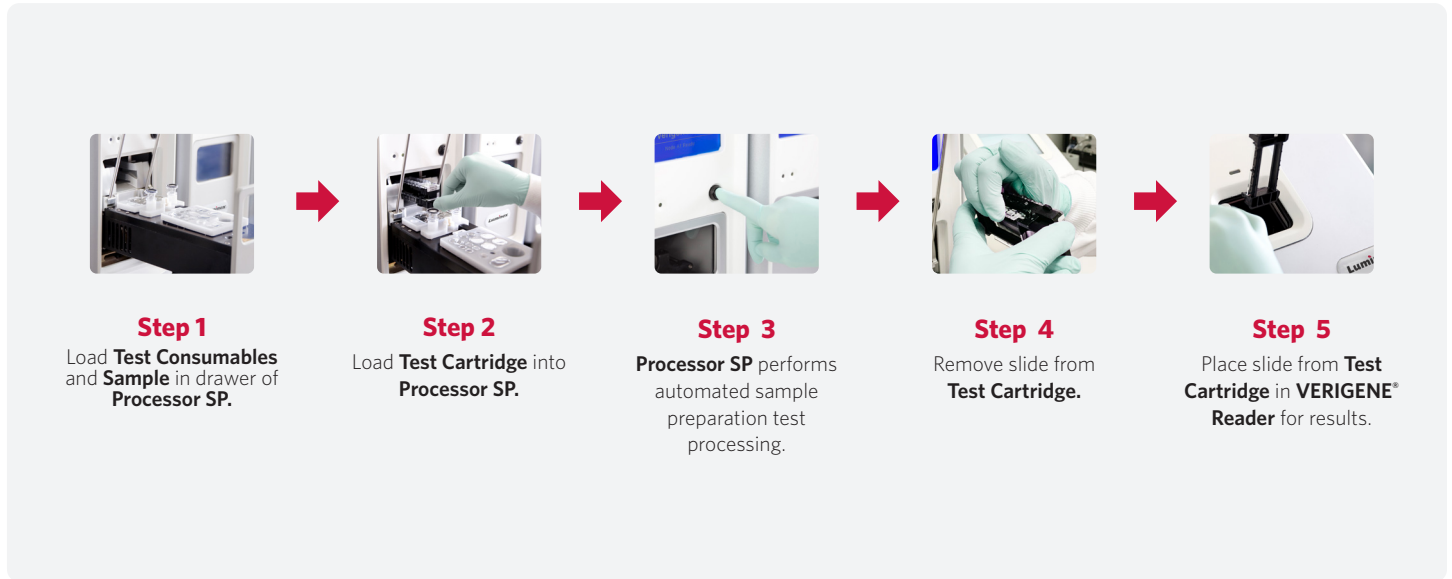 Luminex
Lumi
Step 1
Load Test Consumables
and Sample in drawer of
Processor SP.
Step 2
Load Test Cartridge into
Processor SP.
Step 3
Processor SP performs
automated sample
preparation test
processing.
Step 4
Remove slide from
Test Cartridge.
Step 5
Place slide from Test
Cartridge in VERIGENE®
Reader for results.